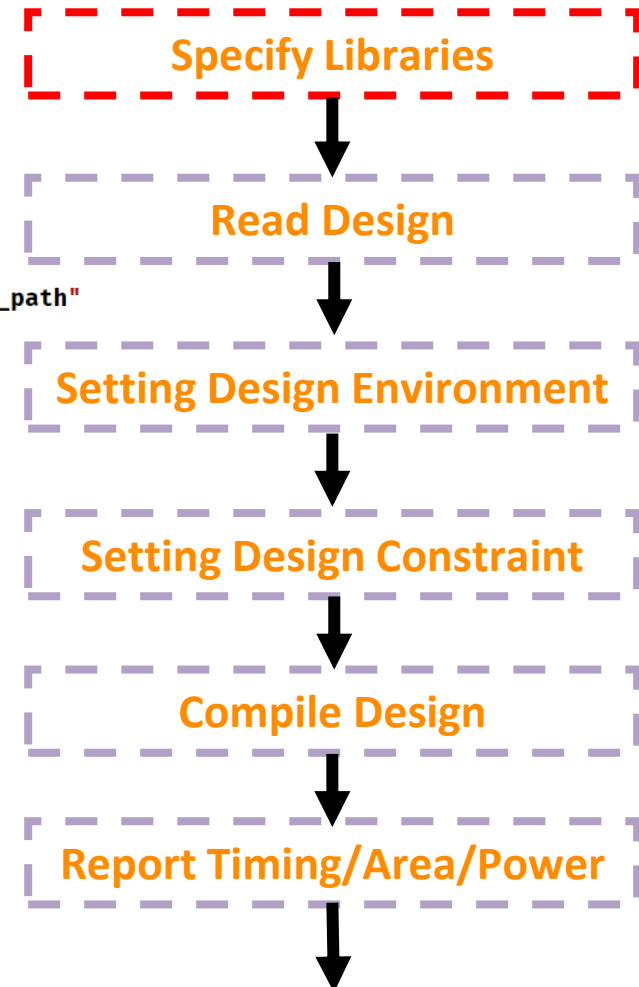 Specify Libraries
Read Design
_path"
Setting Design Environment
Setting Design Constraint
Compile Design
Report Timing/Area/Power